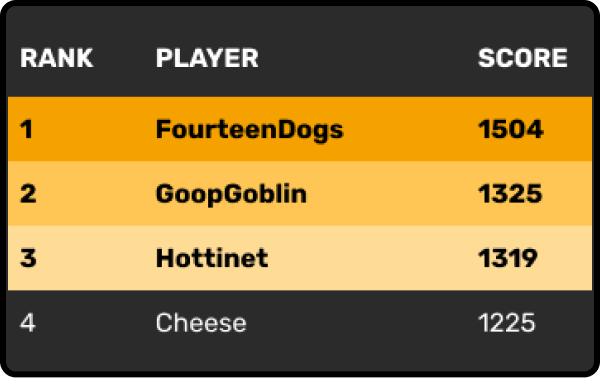 RANK PLAYER SCORE
1 FourteenDogs 1504
2 GoopGoblin 1325
3 Hottinet 1319
4 Cheese 1225